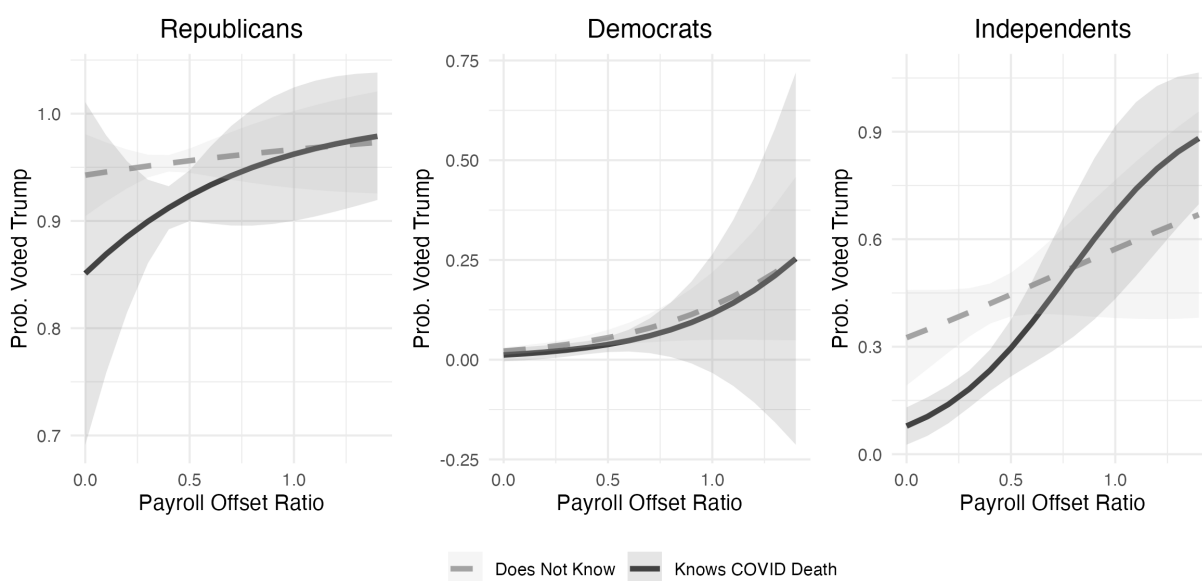 Republicans
Democrats
Independents
Prob. Voted Trump
1.0
0.9
0.8
0.7
0.0
0.5
1.0
Payroll Offset Ratio
Prob. Voted Trump
0.75
0.50
0.25
0.00
-0.25
0.0
0.5
1.0
Payroll Offset Ratio
Prob. Voted Trump
0.9
0.6
0.3
0.0
0.0
0.5
1.0
Payroll Offset Ratio
Does Not Know
Knows COVID Death